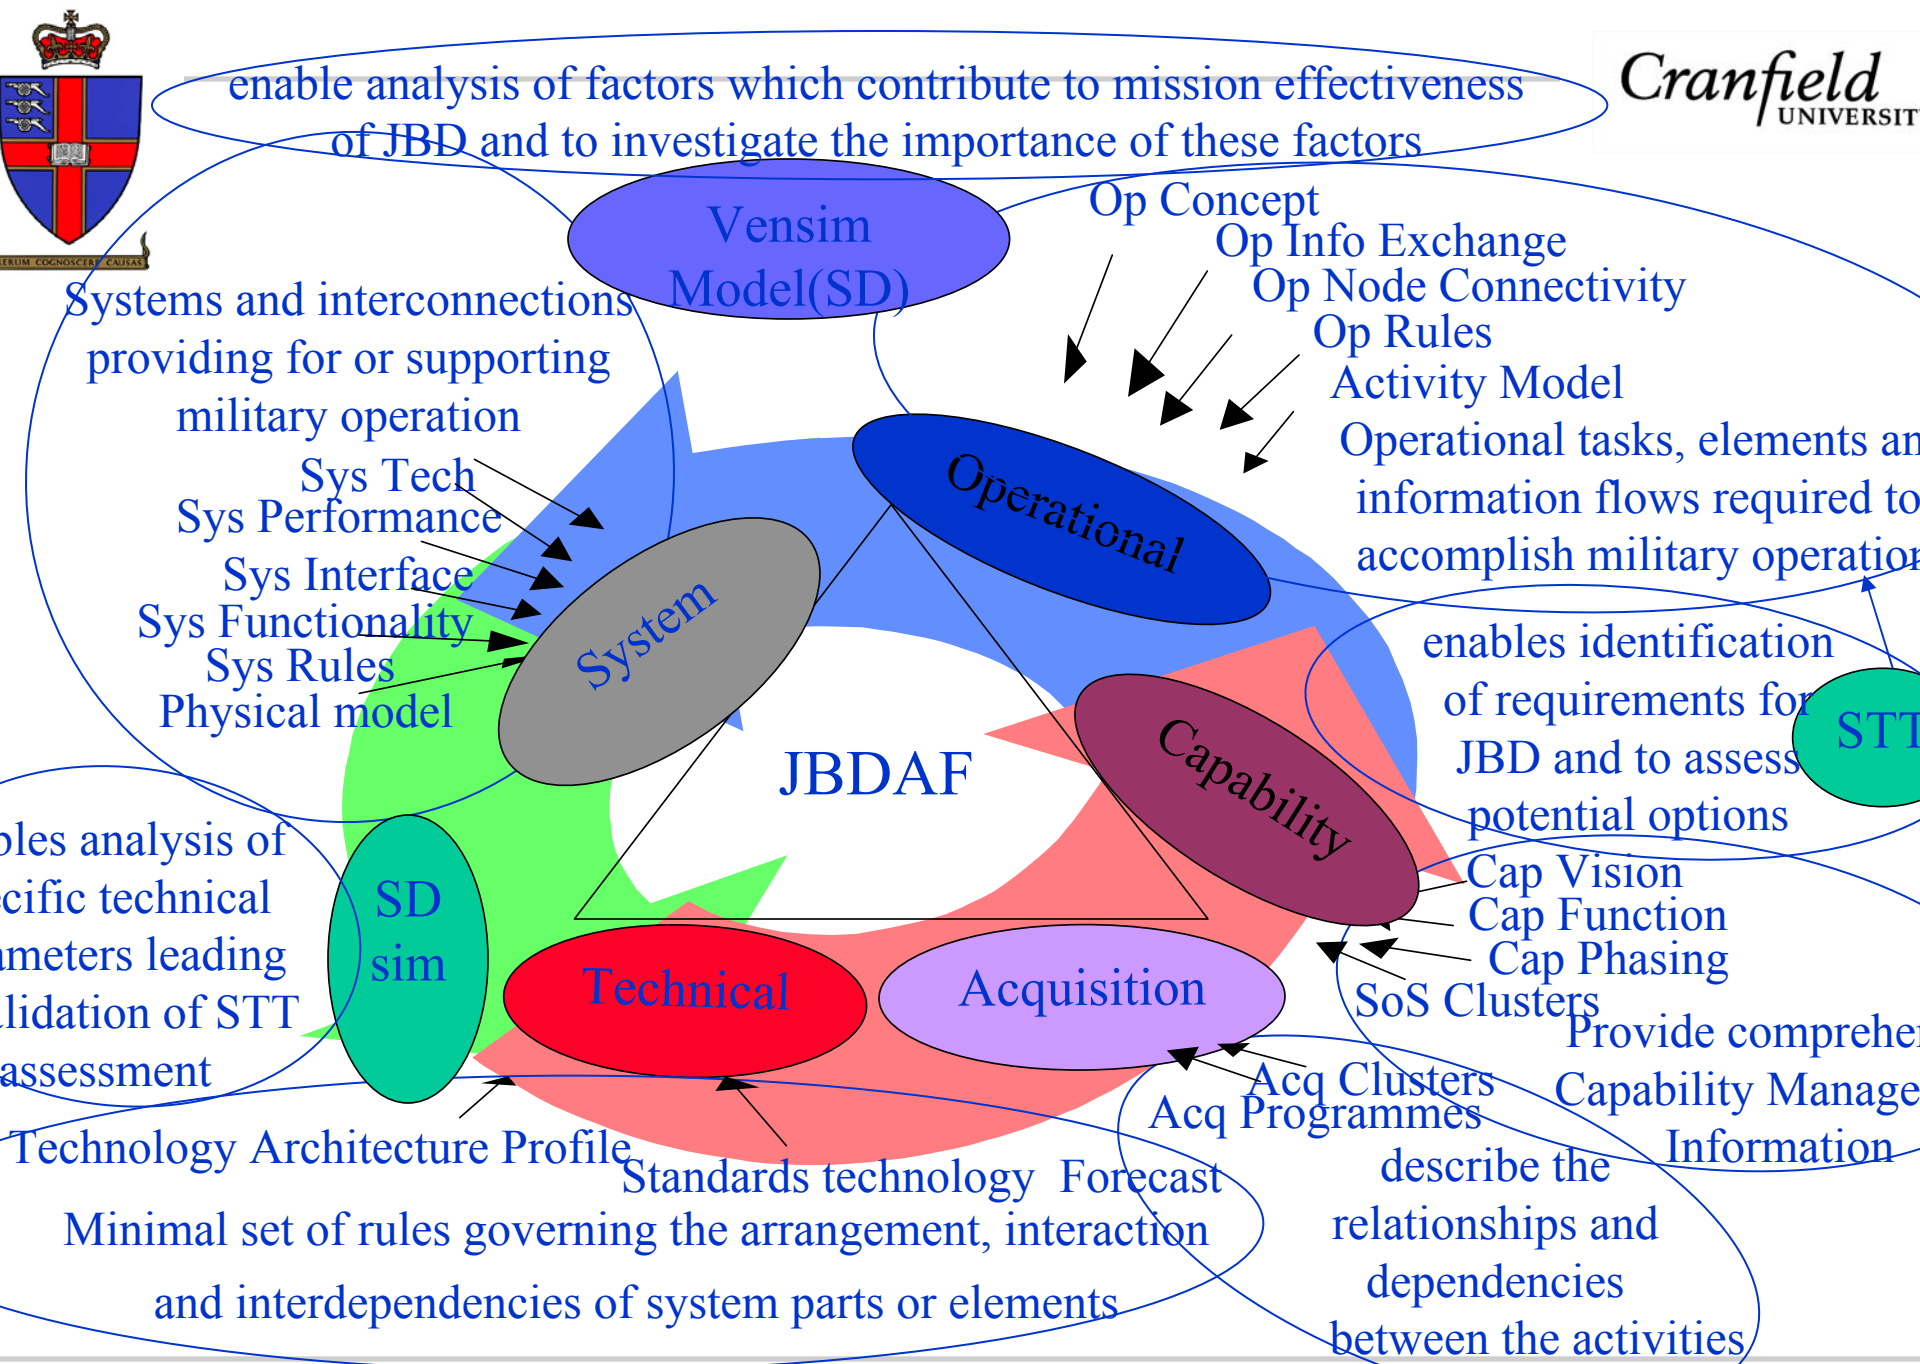 enable analysis of factors which contribute to mission effectiveness
of JBD and to investigate the importance of these factors
Cranfield
UNIVERSIT
ERUM COGNOSCERE CAUSAS
Vensim
Model(SD)
Op Concept
Op Info Exchange
Op Node Connectivity
Op Rules
Activity Model
Operational tasks, elements an
information flows required to
accomplish military operation
Systems and interconnections
providing for or supporting
military operation
Sys Tech
Sys Performance
Sys Interface
Sys Functionality
Sys Rules
Physical model
System
Operational
Capability
JBDAF
enables identification
of requirements for
JBD and to assess
potential options
STT
bles analysis of
cific technical
ameters leading
lidation of STT
assessment
SD
sim
Technical
Acquisition
Cap Vision
Cap Function
Cap Phasing
SoS Clusters
Provide comprehen
Capability Manage
Information
Acq Clusters
Acq Programmes
describe the
relationships and
dependencies
between the activities
Technology Architecture Profile
Standards technology  Forecast
Minimal set of rules governing the arrangement, interaction
and interdependencies of system parts or elements